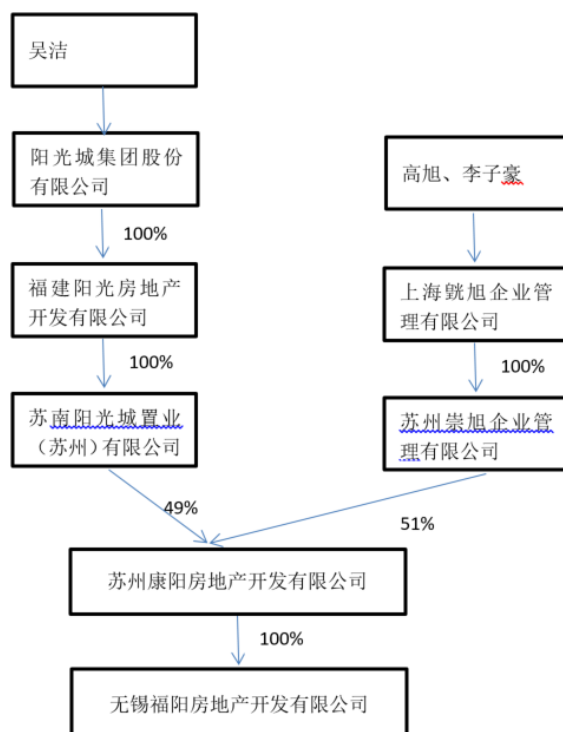 吴洁
阳光城集团股份
有限公司
高旭、李子豪
100%
福建阳光房地产
开发有限公司
上海毓旭企业管
理有限公司
100%
100%
苏南阳光城置业
（苏州）有限公司
苏州崇旭企业管
理有限公司
49%
51%
苏州康阳房地产开发有限公司
100%
无锡福阳房地产开发有限公司